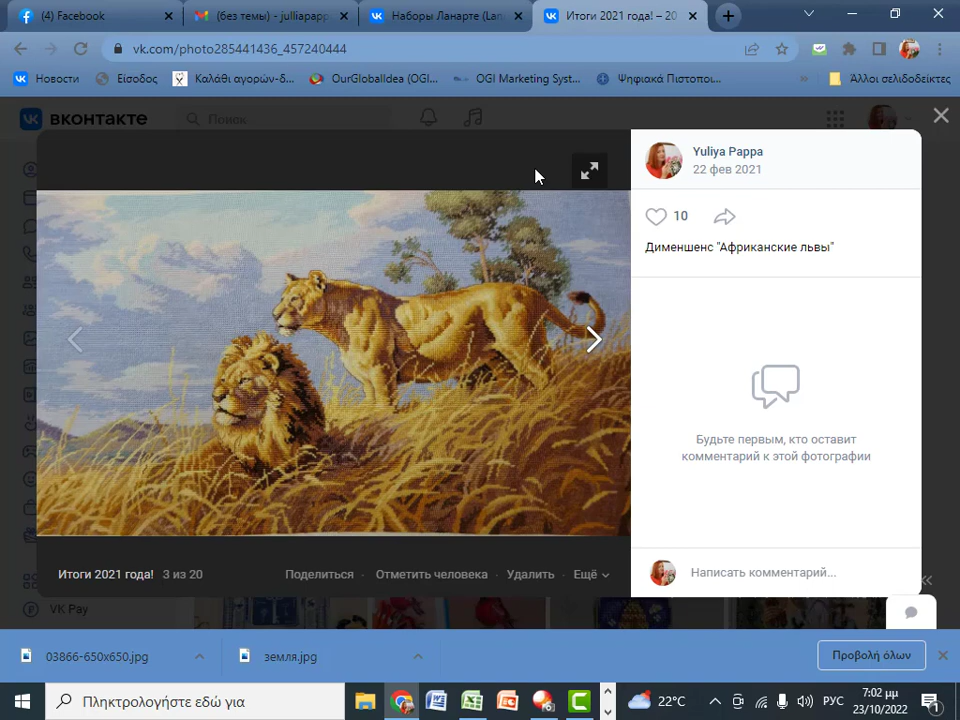 (4) Facebook
(без темы) - julliapapp
Наборы Ланарте (Lan
Итоги 2021 года! – 20
vk.com/photo285441436_457240444
Новости
Είσοδος
Καλάθι αγορών-δ...
OurGlobalIdea (OGI...
OGI Marketing Syst...
Ψηφιακά Πιστοποι...
»
Άλλοι σελιδοδείκτες
вконтакте
Поиск
Yuliya Pappa
22 фев 2021
10
Дименшенс "Африканские львы"
Будьте первым, кто оставит
комментарий к этой фотографии
Итоги 2021 года! 3 из 20
Поделиться · Отметить человека · Удалить · Ещё
Написать комментарий...
VK Pay
03866-650x650.jpg
земля.jpg
Προβολή όλων
Πληκτρολογήστε εδώ για
22°C
РУС
7:02 μμ
23/10/2022
1